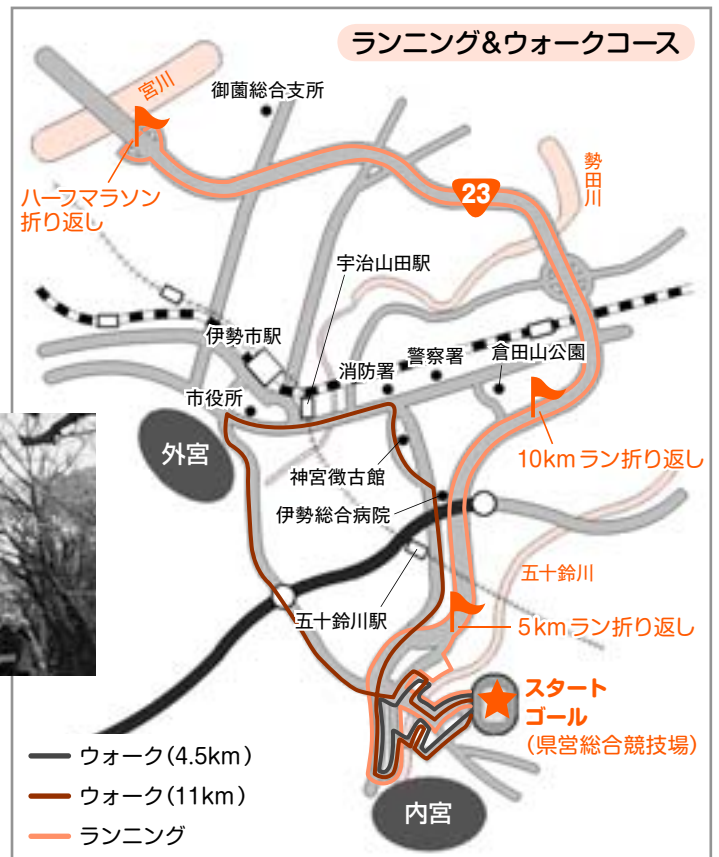 ランニング&ウォークコース
宮川
御薗総合支所
勢田川
ハーフマラソン
折り返し
23
宇治山田駅
伊勢市駅
消防署
警察署
倉田山公園
市役所
外宮
10kmラン折り返し
神宮徴古館
伊勢総合病院
五十鈴川
五十鈴川駅
5kmラン折り返し
スタート
ゴール
(県営総合競技場)
ウォーク(4.5km)
ウォーク(11km)
ランニング
内宮